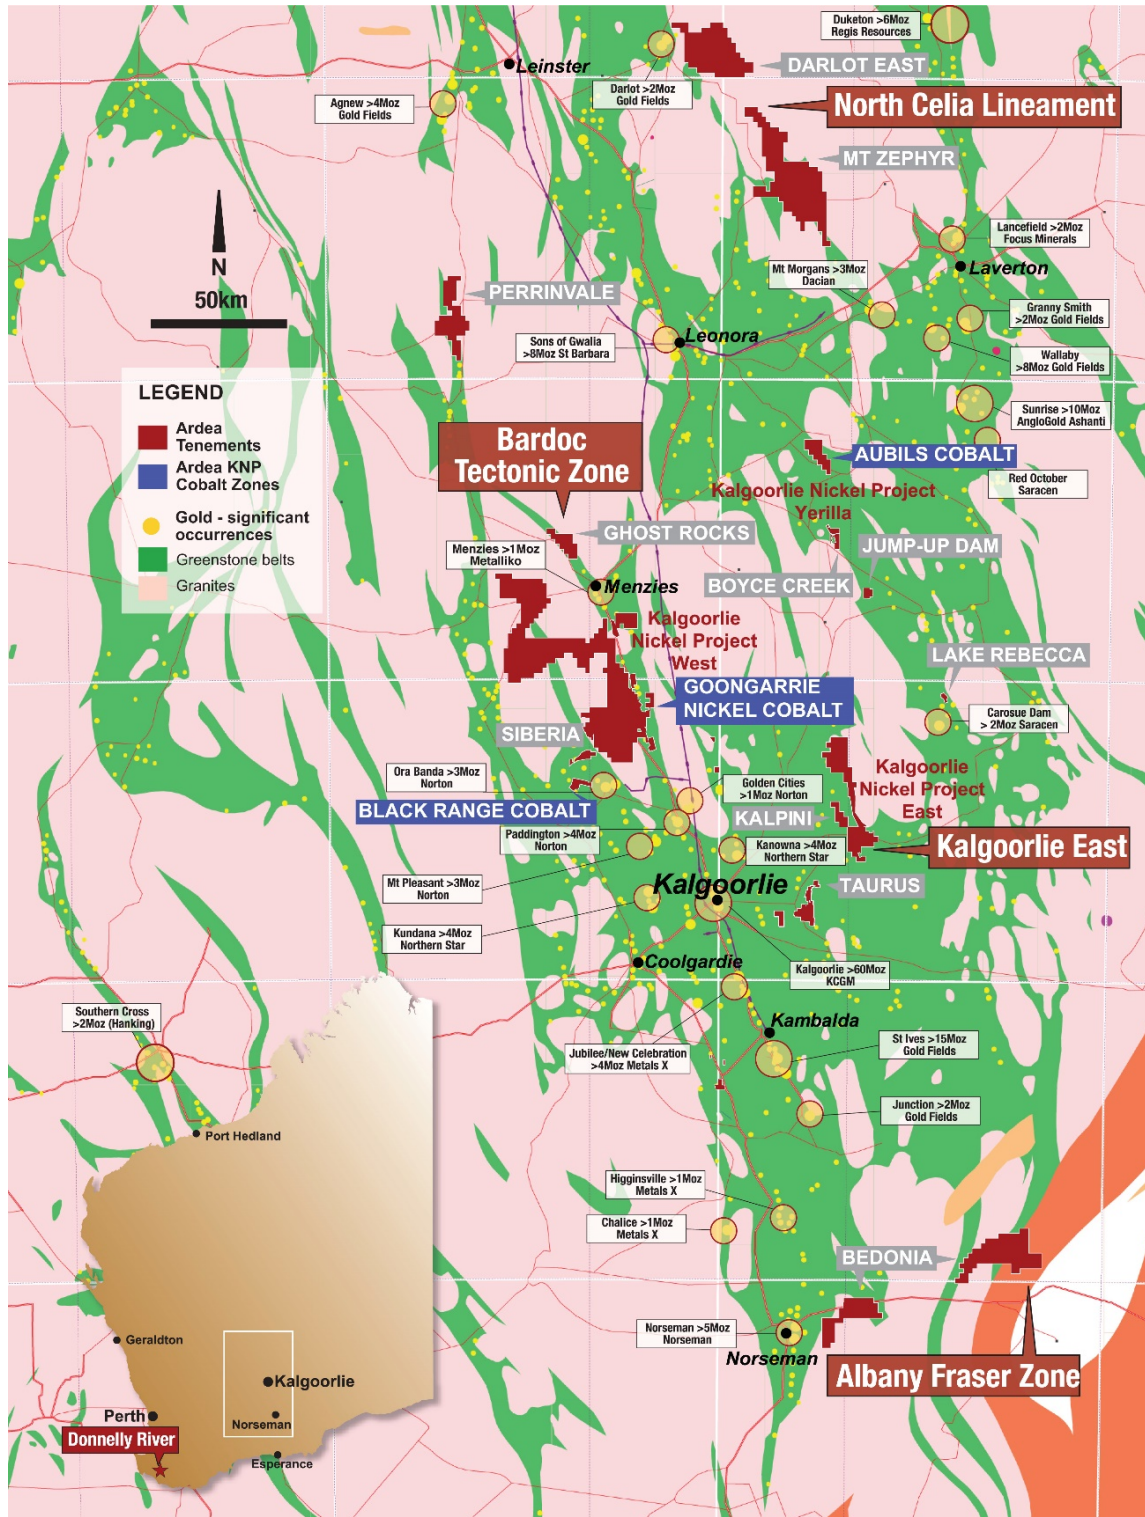 Duketon >6Moz
Regis Resources
Leinster
DARLOT EAST
Darlot >2Moz
Gold Fields
Agnew >4Moz
Gold Fields
North Celia Lineament
MT ZEPHYR
N
50km
Lancefield >2Moz
Focus Minerals
Laverton
Mt Morgans >3Moz
Dacian
PERRINVALE
Granny Smith
>2Moz Gold Fields
Sons of Gwalia
>8Moz St Barbara
Leonora
Wallaby
>8Moz Gold Fields
LEGEND
Ardea
Tenements
Ardea KNP
Cobalt Zones
Gold - significant
occurrences
Greenstone belts
Granites
Sunrise >10Moz
AngloGold Ashanti
Bardoc
Tectonic Zone
AUBILS COBALT
Red October
Saracen
Kalgoorlie Nickel Project
Yerilla
GHOST ROCKS
JUMP-UP DAM
Menzies >1Moz
Metalliko
BOYCE CREEK
Menzies
Kalgoorlie
Nickel Project
West
LAKE REBECCA
GOONGARRIE
NICKEL COBALT
Carosue Dam
> 2Moz Saracen
SIBERIA
Ora Banda >3Moz
Norton
Golden Cities
>1Moz Norton
Kalgoorlie
Nickel Project
East
BLACK RANGE COBALT
KALPINI
Paddington >4Moz
Norton
Kanowna >4Moz
Northern Star
Kalgoorlie East
Mt Pleasant >3Moz
Norton
Kalgoorlie
TAURUS
Kundana >4Moz
Northern Star
Coolgardie
Kalgoorlie >60Moz
KCGM
Southern Cross
>2Moz (Hanking)
Kambalda
Jubilee/New Celebration
>4Moz Metals X
St Ives >15Moz
Gold Fields
Junction >2Moz
Gold Fields
Port Hedland
Higginsville >1Moz
Metals X
Chalice >1Moz
Metals X
BEDONIA
Norseman >5Moz
Norseman
Norseman
Albany Fraser Zone
Geraldton
Kalgoorlie
Perth
Norseman
Donnelly River
Esperance